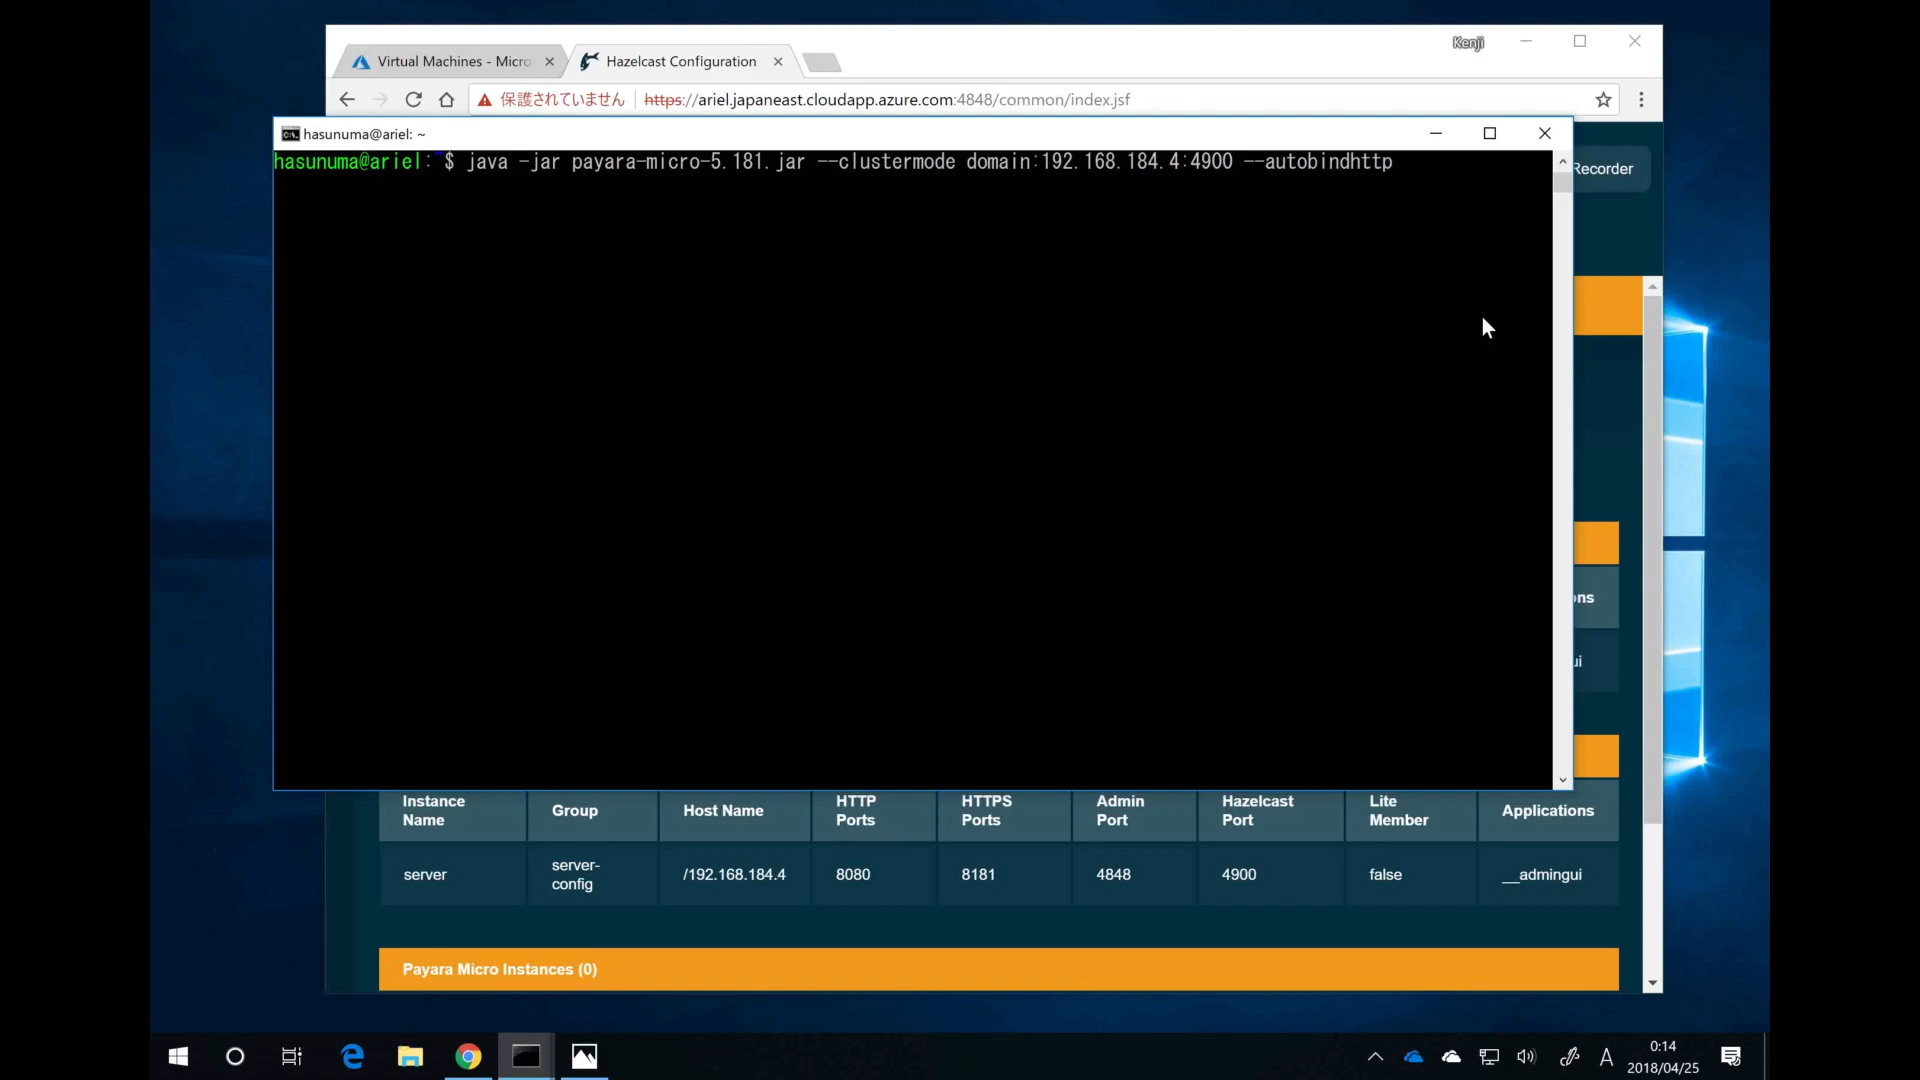 Kenji
Virtual Machines - Micro
Hazelcast Configuration
保護されていません https://ariel.japaneast.cloudapp.azure.com:4848/common/index.jsf
hasunuma@ariel: ~
hasunuma@ariel:~$ java -jar payara-micro-5.181.jar --clustermode domain:192.168.184.4:4900 --autobindhttp
Recorder
Instance Name Group Host Name HTTP Ports HTTPS Ports Admin Port Hazelcast Port Lite Member Applications
server server-config /192.168.184.4 8080 8181 4848 4900 false __admingui
Payara Micro Instances (0)
A
0:14
2018/04/25